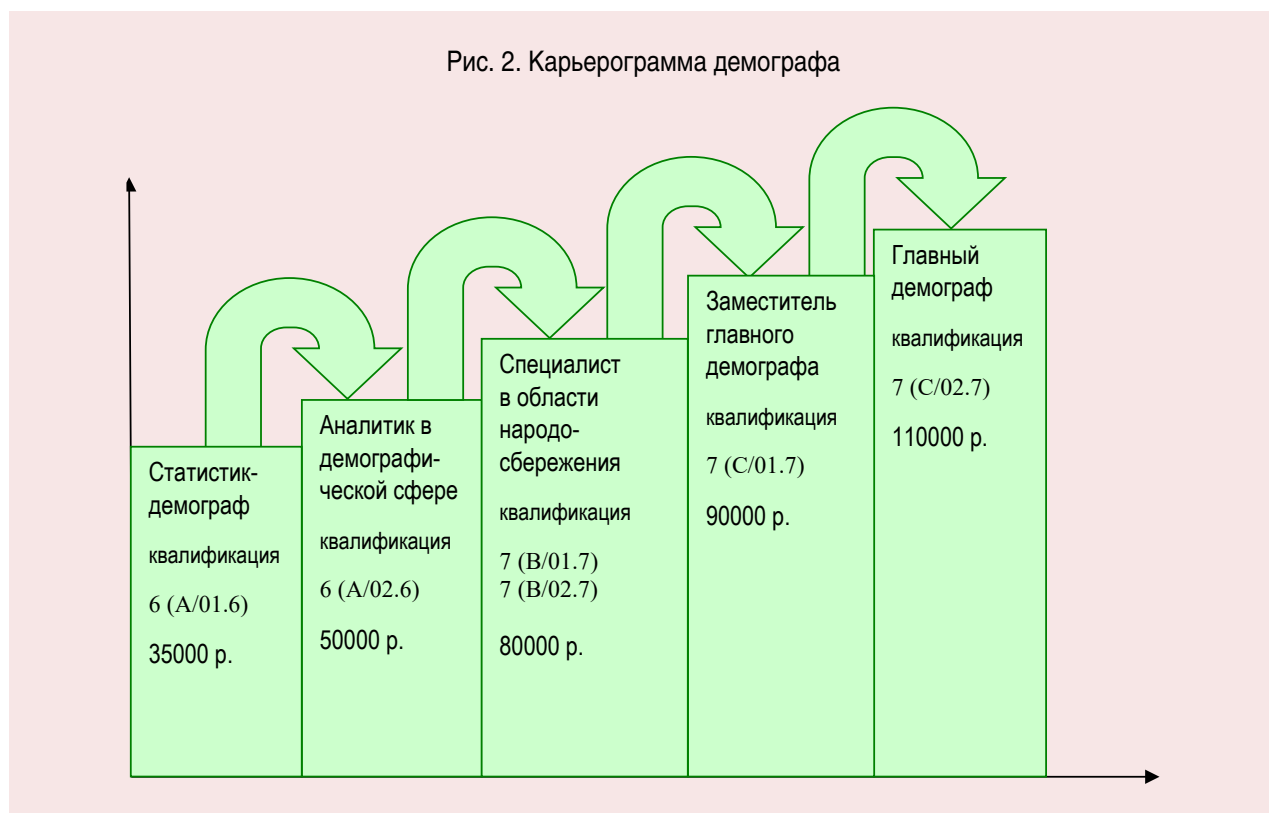 Рис. 2. Карьерограмма демографа
Статистик-
демограф
квалификация
6 (A/01.6)
35000 р.
Аналитик в
демографи-
ческой сфере
квалификация
6 (A/02.6)
50000 р.
Специалист
в области
народо-
сбережения
квалификация
7 (B/01.7)
7 (B/02.7)
80000 р.
Заместитель
главного
демографа
квалификация
7 (C/01.7)
90000 р.
Главный
демограф
квалификация
7 (C/02.7)
110000 р.